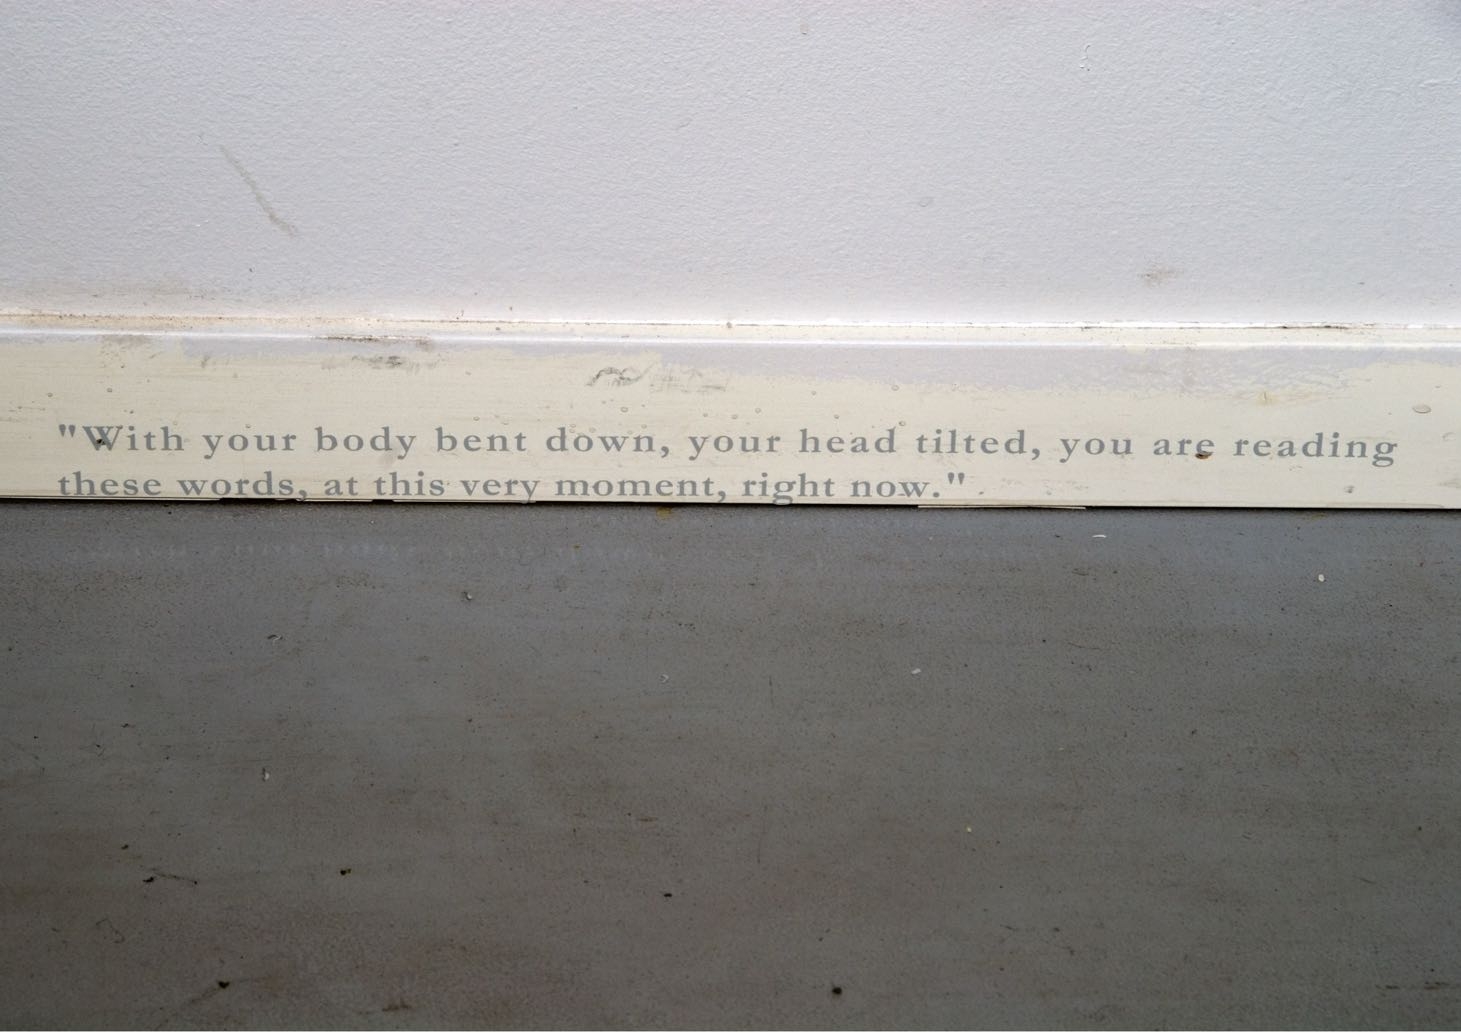 "With your body bent down, your head tilted, you are reading
these words, at this very moment, right now."